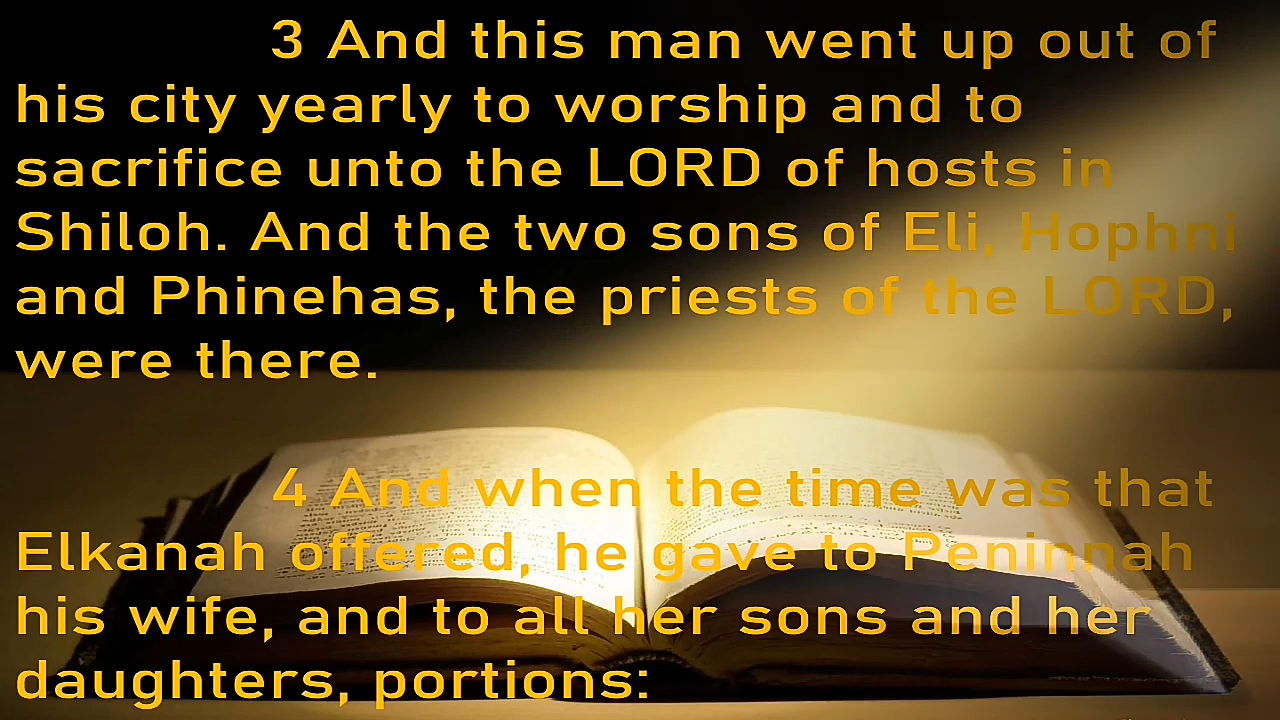 3 And this man went up out of
his city yearly to worship and to
sacrifice unto the LORD of hosts in
Shiloh. And the two sons of Eli, Hophni
and Phinehas, the priests of the LORD,
were there.
4 And when the time was that
Elkanah offered, he gave to Peninnah
his wife, and to all her sons and her
daughters, portions: